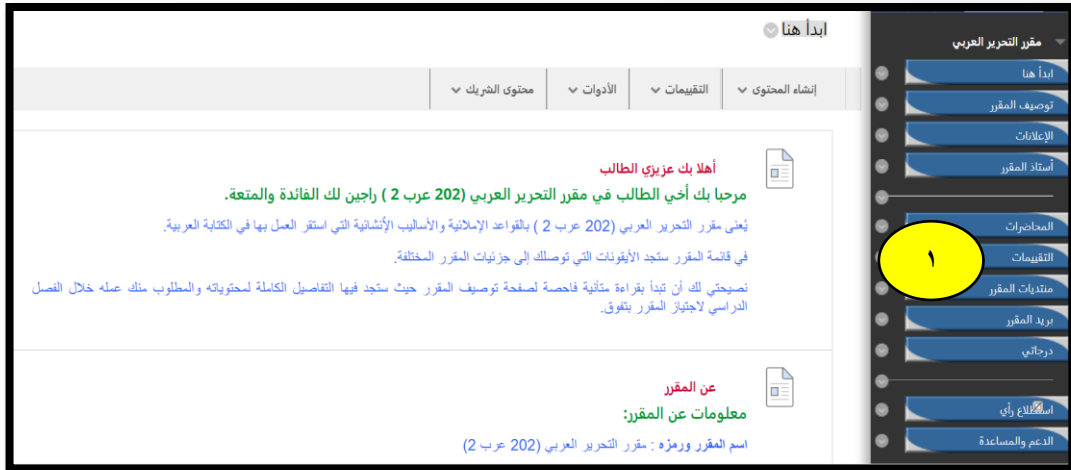 مقرر التحرير العربي
ابدأ هنا
توصيف المقرر
الإعلانات
أستاذ المقرر
المحاضرات
التقييمات
منتديات المقرر
بريد المقرر
درجاتي
استطلاع رأي
الدعم والمساعدة
١
ابدأ هنا
إنشاء المحتوى
التقييمات
الأدوات
محتوى الشريك
أهلا بك عزيزي الطالب
مرحبا بك أخي الطالب في مقرر التحرير العربي (202 عرب 2 ) راجين لك الفائدة والمتعة.
يُعنى مقرر التحرير العربي (202 عرب 2 ) بالقواعد الإملائية والأساليب الإنشائية التي استقر العمل بها في الكتابة العربية.
في قائمة المقرر ستجد الأيقونات التي توصلك إلى جزئيات المقرر المختلفة.
نصيحتي لك أن تبدأ بقراءة متأنية فاحصة لصفحة توصيف المقرر حيث ستجد فيها التفاصيل الكاملة لمحتوياته والمطلوب منك عمله خلال الفصل
الدراسي لاجتياز المقرر بتفوق.
عن المقرر
معلومات عن المقرر:
اسم المقرر ورمزه : مقرر التحرير العربي (202 عرب 2)